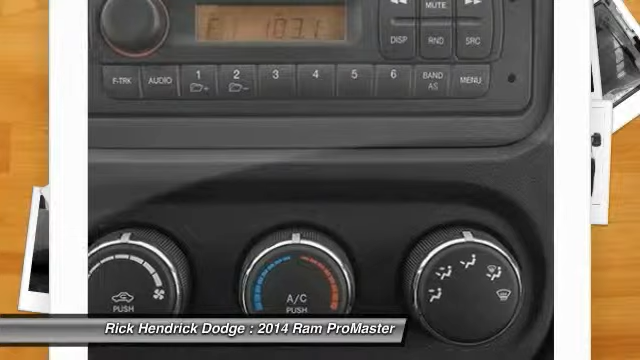 MUTE
F1 103.1
DISP RND SRC
F-TRK AUDIO 1 2 3 4 5 6 BAND AS MENU
A/C
PUSH PUSH
Rick Hendrick Dodge : 2014 Ram ProMaster